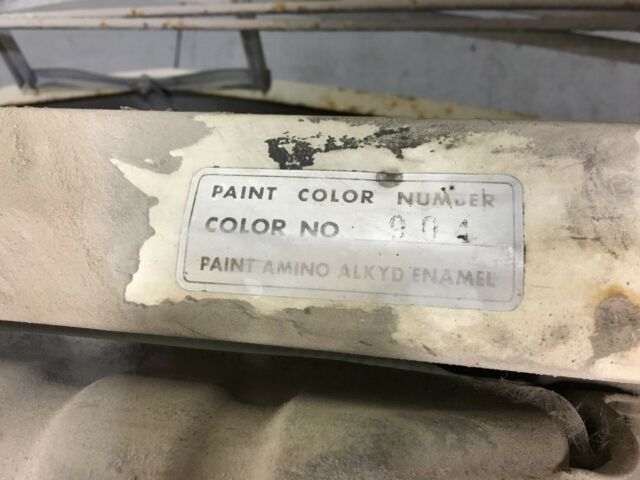 PAINT COLOR NUMBER
COLOR NO 904
PAINT AMINO ALKYD ENAMEL